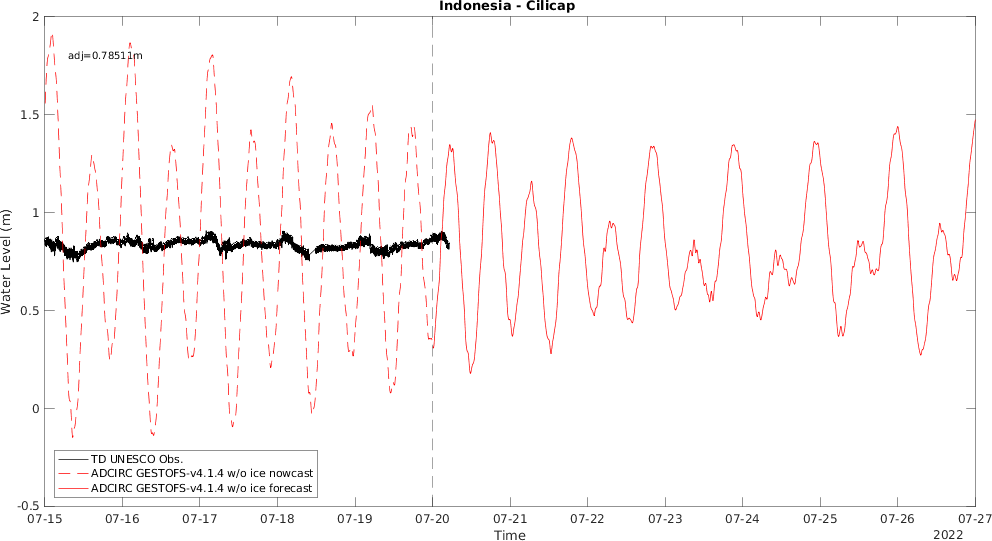 Indonesia - Cilicap
adj=0.78511m
Water Level (m)
2
1.5
1
0.5
0
-0.5
TD UNESCO Obs.
ADCIRC GESTOFS-v4.1.4 w/o ice nowcast
ADCIRC GESTOFS-v4.1.4 w/o ice forecast
07-15 07-16 07-17 07-18 07-19 07-20 07-21 07-22 07-23 07-24 07-25 07-26 07-27
Time
2022